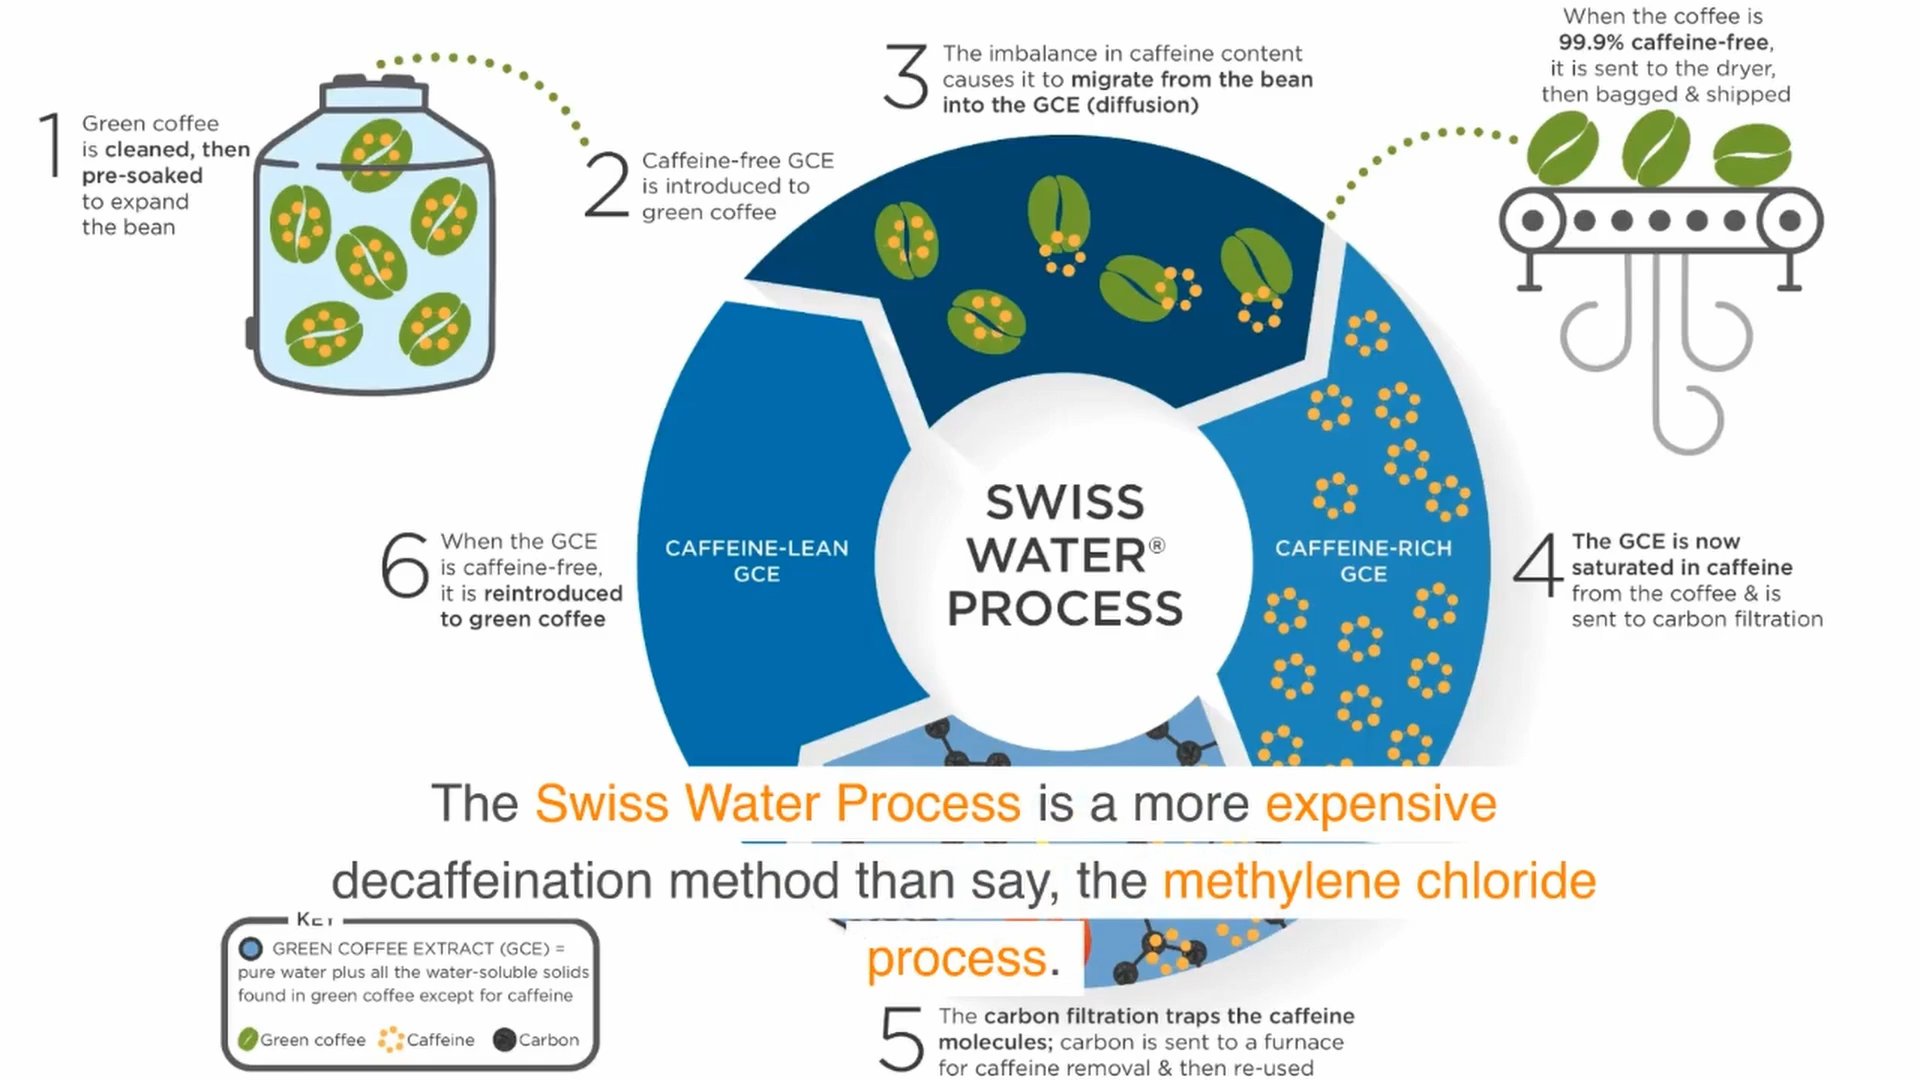 1
Green coffee
is cleaned, then
pre-soaked
to expand
the bean
2
Caffeine-free GCE
is introduced to
green coffee
3
The imbalance in caffeine content
causes it to migrate from the bean
into the GCE (diffusion)
When the coffee is
99.9% caffeine-free,
it is sent to the dryer,
then bagged & shipped
SWISS
WATER®
PROCESS
CAFFEINE-RICH
GCE
4
The GCE is now
saturated in caffeine
from the coffee & is
sent to carbon filtration
6
When the GCE
is caffeine-free,
it is reintroduced
to green coffee
CAFFEINE-LEAN
GCE
The Swiss Water Process is a more expensive
decaffeination method than say, the methylene chloride
process.
KEY
GREEN COFFEE EXTRACT (GCE) =
pure water plus all the water-soluble solids
found in green coffee except for caffeine
Green coffee Caffeine Carbon
5
The carbon filtration traps the caffeine
molecules; carbon is sent to a furnace
for caffeine removal & then re-used